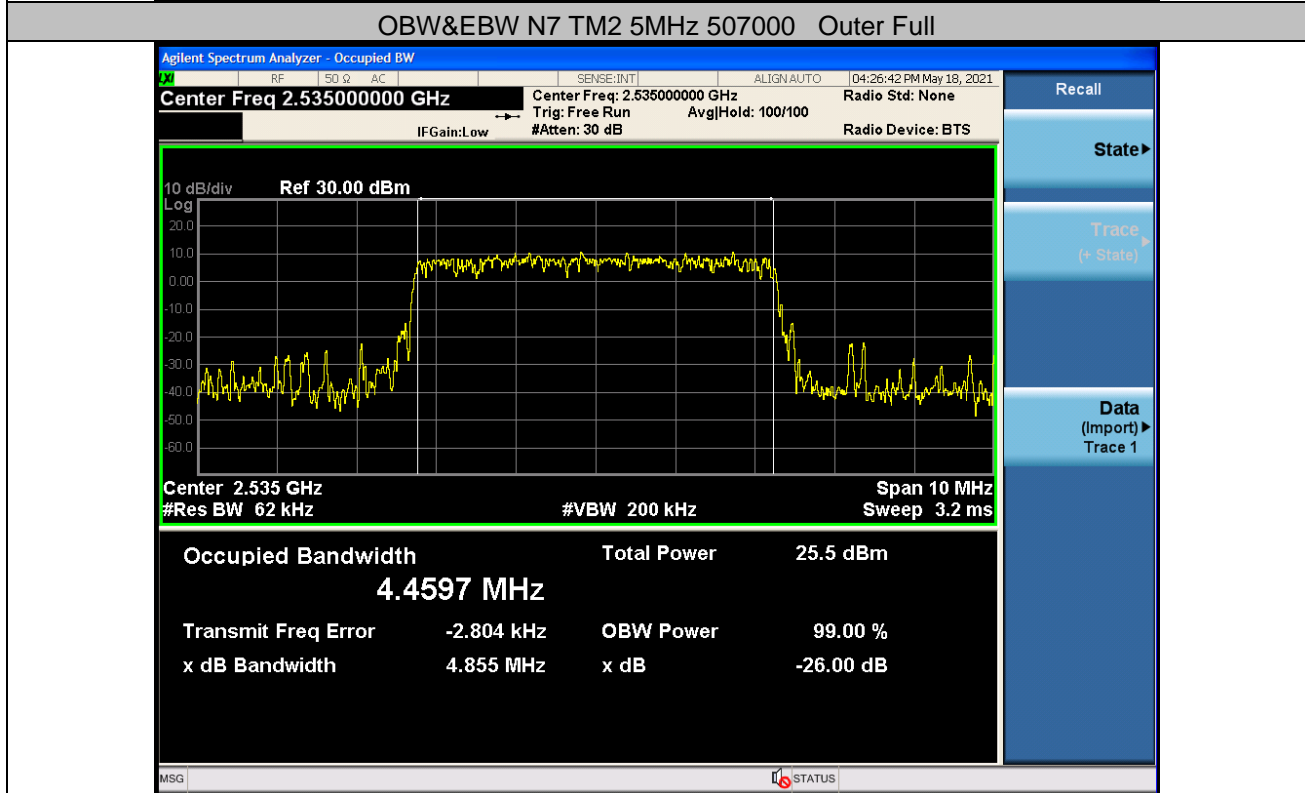 OBW&EBW N7 TM2 5MHz 507000 Outer Full
Agilent Spectrum Analyzer - Occupied BW
LXI RF 50 Ω AC SENSE:INT ALIGN AUTO 04:26:42 PM May 18, 2021
Center Freq 2.535000000 GHz Center Freq: 2.535000000 GHz Radio Std: None
Trig: Free Run Avg|Hold: 100/100
IFGain:Low #Atten: 30 dB Radio Device: BTS
Recall
State
Trace
(+ State)
Data
(Import)
Trace 1
10 dB/div Ref 30.00 dBm
Log
20.0
10.0
0.00
-10.0
-20.0
-30.0
-40.0
-50.0
-60.0
Center 2.535 GHz Span 10 MHz
#Res BW 62 kHz #VBW 200 kHz Sweep 3.2 ms
Occupied Bandwidth Total Power 25.5 dBm
4.4597 MHz
Transmit Freq Error -2.804 kHz OBW Power 99.00 %
x dB Bandwidth 4.855 MHz x dB -26.00 dB
MSG STATUS